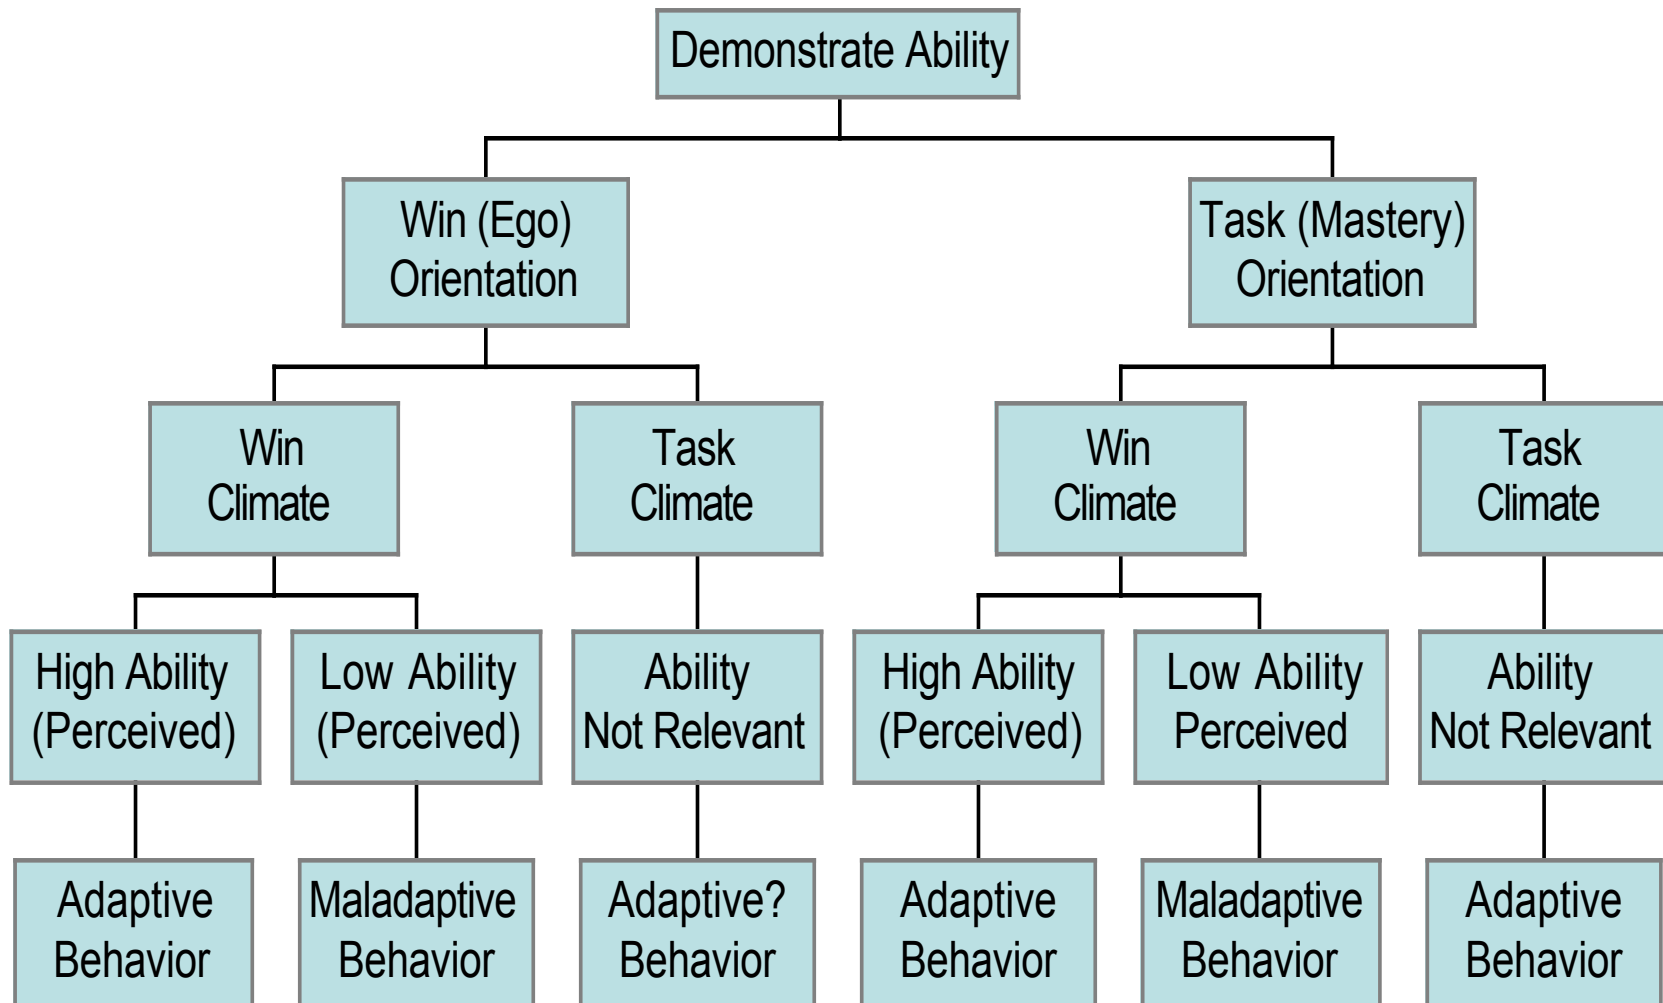 Demonstrate Ability
Win (Ego)
Orientation
Task (Mastery)
Orientation
Win
Climate
Task
Climate
Win
Climate
Task
Climate
High Ability
(Perceived)
Low Ability
(Perceived)
Ability
Not Relevant
High Ability
(Perceived)
Low Ability
Perceived
Ability
Not Relevant
Adaptive
Behavior
Maladaptive
Behavior
Adaptive?
Behavior
Adaptive
Behavior
Maladaptive
Behavior
Adaptive
Behavior